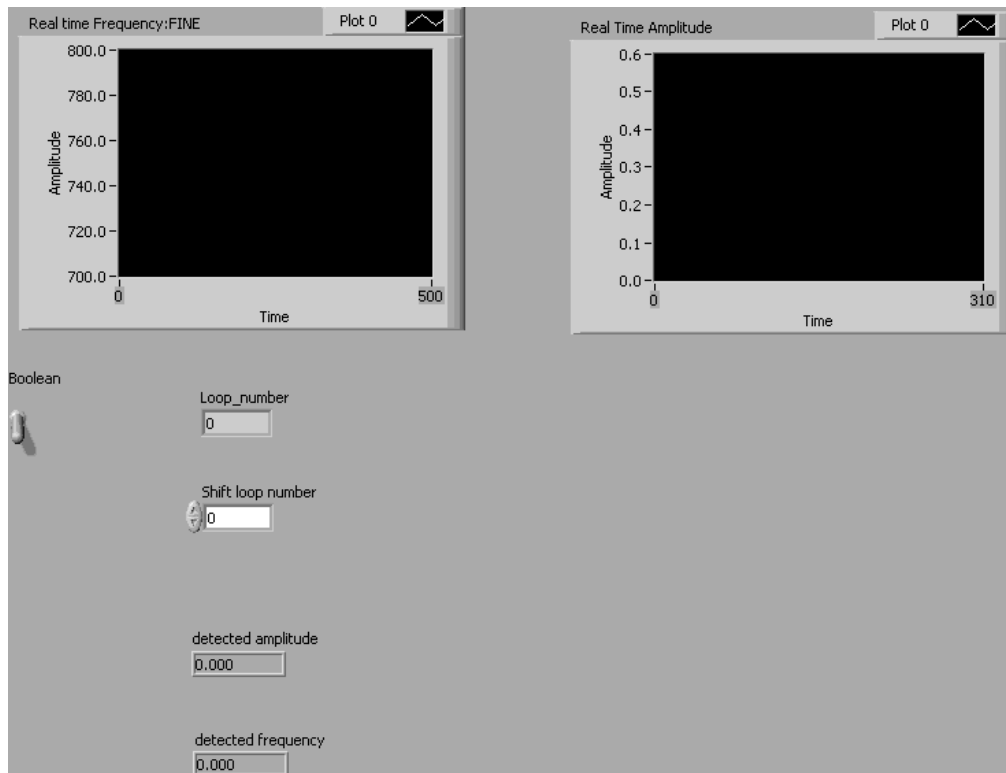 Real time Frequency:FINE
Plot 0
800.0
780.0
760.0
740.0
720.0
700.0
Amplitude
0
500
Time
Real Time Amplitude
Plot 0
0.6
0.5
0.4
0.3
0.2
0.1
0.0
Amplitude
0
310
Time
Boolean
Loop_number
0
Shift loop number
0
detected amplitude
0.000
detected frequency
0.000